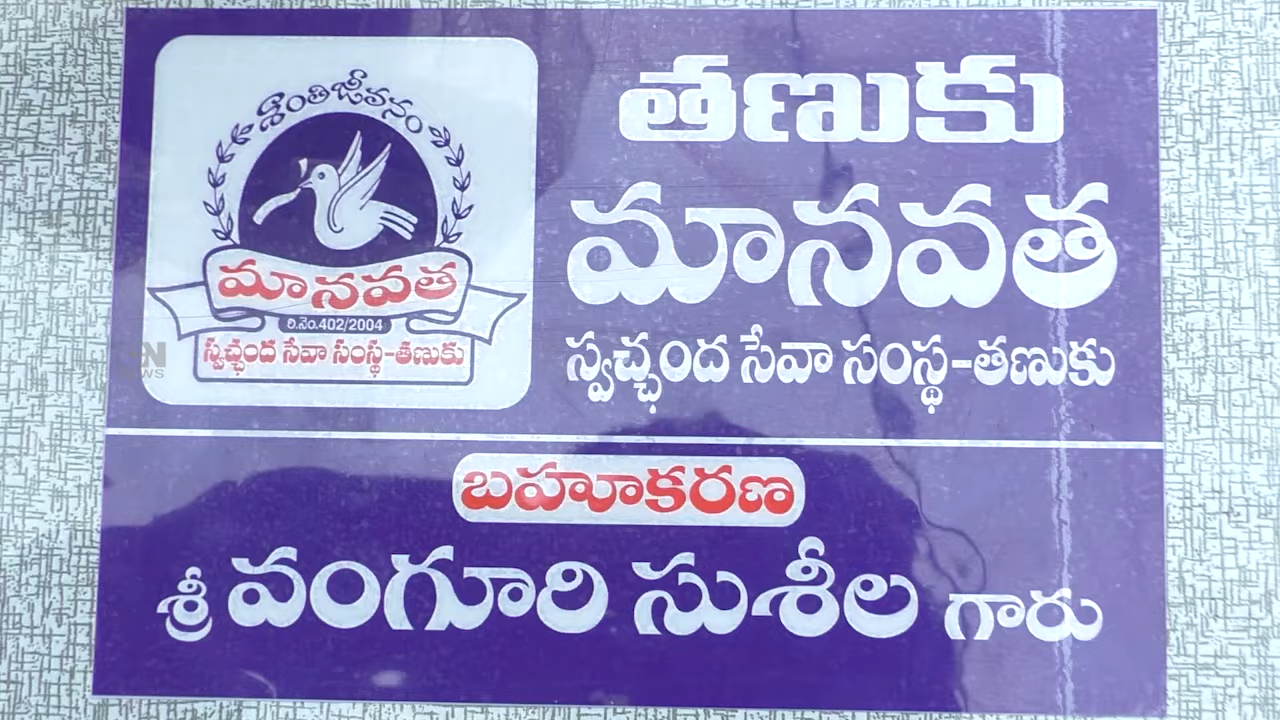 శాంతిజీవనం
మానవత
రి.నెం.402/2004
స్వచ్ఛంద సేవా సంస్థ-తణుకు
తణుకు
మానవత
స్వచ్ఛంద సేవా సంస్థ-తణుకు
బహూకరణ
శ్రీ వంగూరి సుశీల గారు